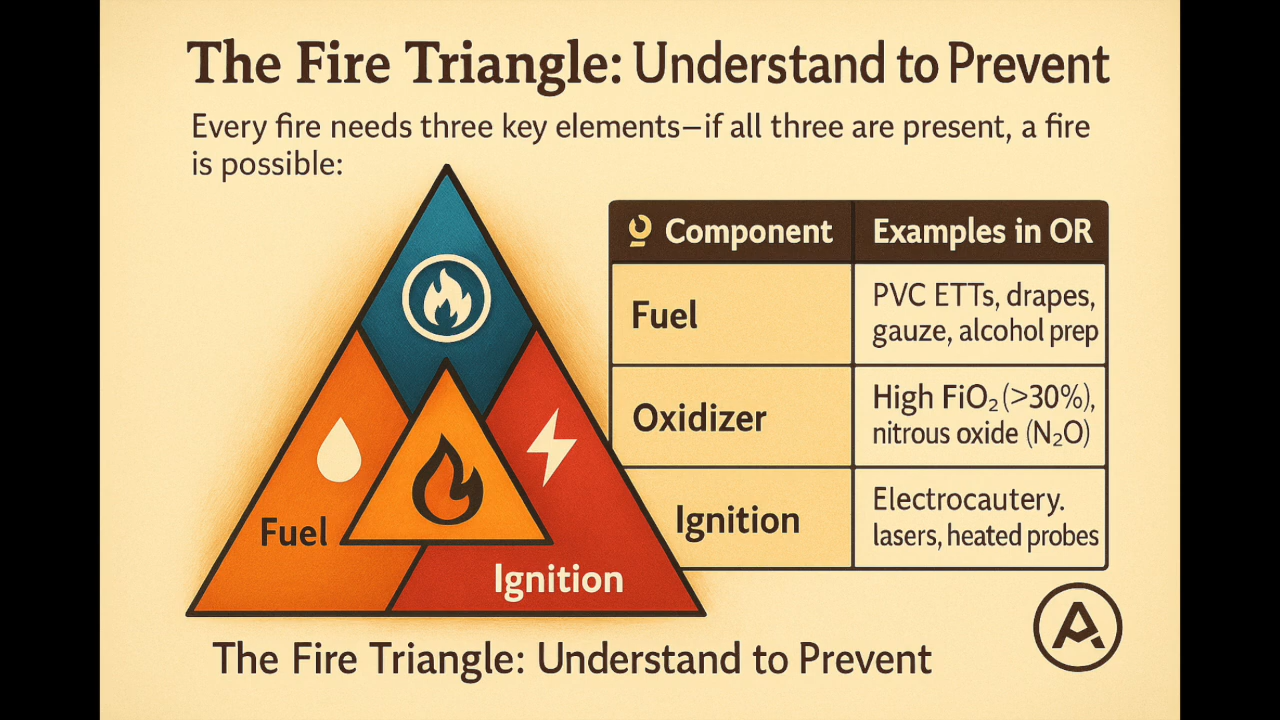 The Fire Triangle: Understand to Prevent
Every fire needs three key elements—if all three are present, a fire
is possible:
Component
Examples in OR
Fuel
PVC ETTs, drapes,
gauze, alcohol prep
Oxidizer
High FiO₂ (>30%),
nitrous oxide (N₂O)
Ignition
Electrocautery.
lasers, heated probes
Fuel
Ignition
The Fire Triangle: Understand to Prevent